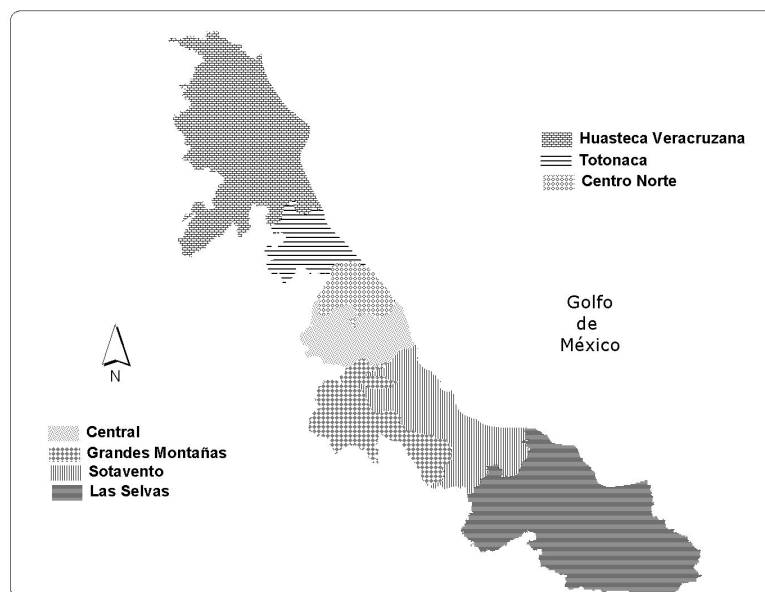 Huasteca Veracruzana
Totonaca
Centro Norte
Golfo
de
México
N
Central
Grandes Montañas
Sotavento
Las Selvas